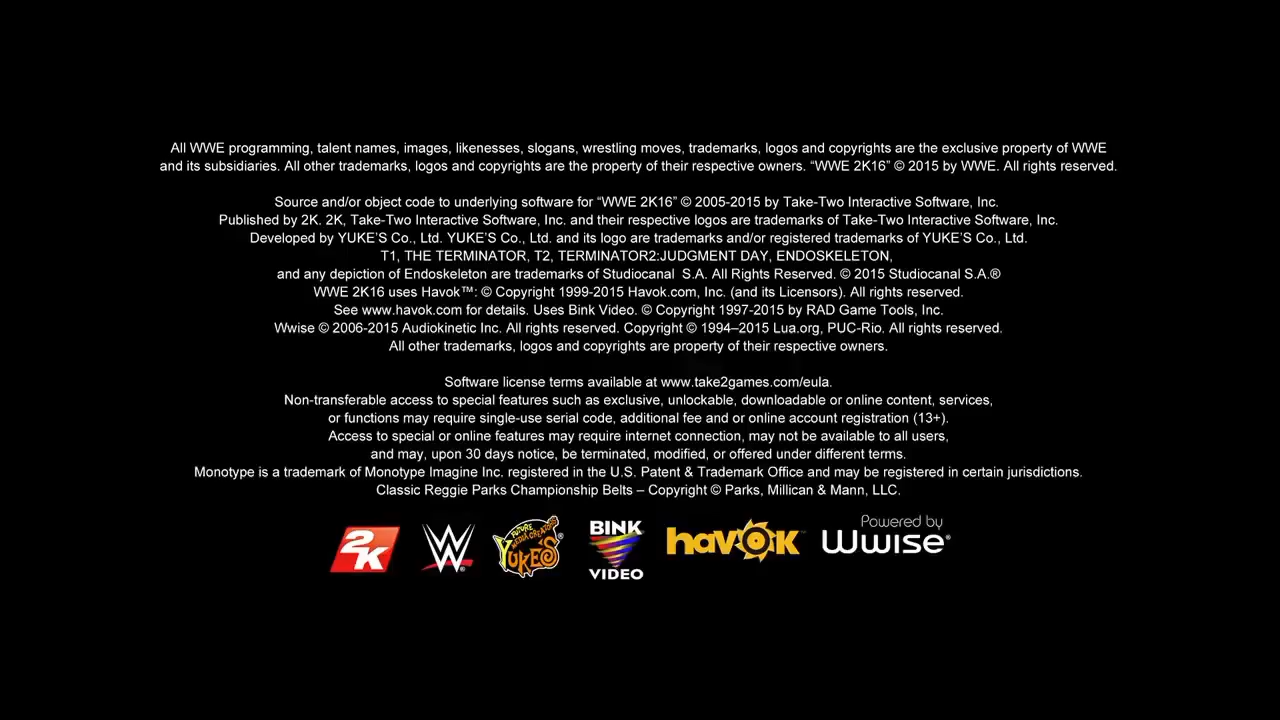 All WWE programming, talent names, images, likenesses, slogans, wrestling moves, trademarks, logos and copyrights are the exclusive property of WWE
and its subsidiaries. All other trademarks, logos and copyrights are the property of their respective owners. “WWE 2K16” © 2015 by WWE. All rights reserved.
Source and/or object code to underlying software for “WWE 2K16” © 2005-2015 by Take-Two Interactive Software, Inc.
Published by 2K. 2K, Take-Two Interactive Software, Inc. and their respective logos are trademarks of Take-Two Interactive Software, Inc.
Developed by YUKE’S Co., Ltd. YUKE’S Co., Ltd. and its logo are trademarks and/or registered trademarks of YUKE’S Co., Ltd.
T1, THE TERMINATOR, T2, TERMINATOR2:JUDGMENT DAY, ENDOSKELETON,
and any depiction of Endoskeleton are trademarks of Studiocanal S.A. All Rights Reserved. © 2015 Studiocanal S.A.®
WWE 2K16 uses Havok™: © Copyright 1999-2015 Havok.com, Inc. (and its Licensors). All rights reserved.
See www.havok.com for details. Uses Bink Video. © Copyright 1997-2015 by RAD Game Tools, Inc.
Wwise © 2006-2015 Audiokinetic Inc. All rights reserved. Copyright © 1994–2015 Lua.org, PUC-Rio. All rights reserved.
All other trademarks, logos and copyrights are property of their respective owners.
Software license terms available at www.take2games.com/eula.
Non-transferable access to special features such as exclusive, unlockable, downloadable or online content, services,
or functions may require single-use serial code, additional fee and or online account registration (13+).
Access to special or online features may require internet connection, may not be available to all users,
and may, upon 30 days notice, be terminated, modified, or offered under different terms.
Monotype is a trademark of Monotype Imagine Inc. registered in the U.S. Patent & Trademark Office and may be registered in certain jurisdictions.
Classic Reggie Parks Championship Belts – Copyright © Parks, Millican & Mann, LLC.
2K
W ®
FUTURE MEDIA CREATORS
YUKE'S ®
BINK
VIDEO
havok ™
Powered by
Wwise®